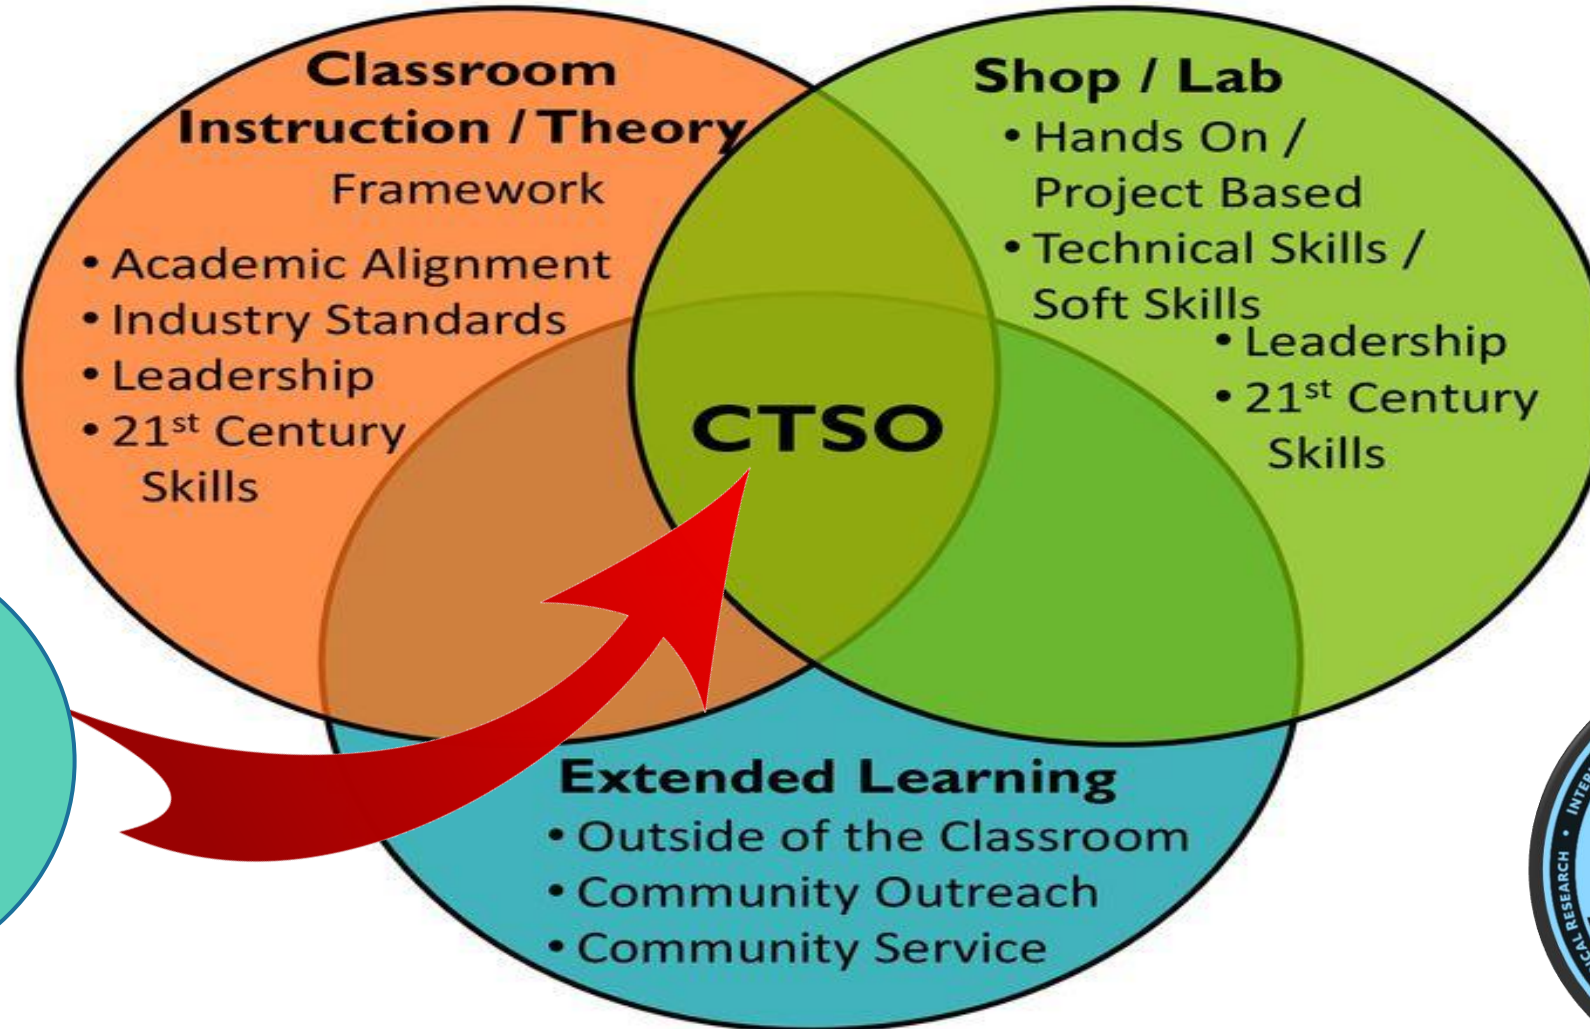 Classroom
Instruction / Theory
Framework
• Academic Alignment
• Industry Standards
• Leadership
• 21st Century
Skills
Shop / Lab
• Hands On /
Project Based
• Technical Skills /
Soft Skills
• Leadership
• 21st Century
Skills
CTSO
Extended Learning
• Outside of the Classroom
• Community Outreach
• Community Service
RESEARCH •